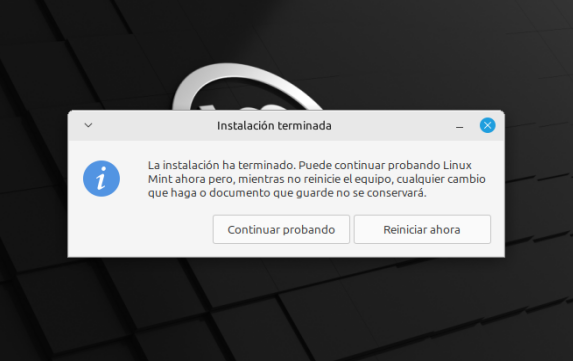 Instalación terminada
La instalación ha terminado. Puede continuar probando Linux
Mint ahora pero, mientras no reinicie el equipo, cualquier cambio
que haga o documento que guarde no se conservará.
Continuar probando
Reiniciar ahora